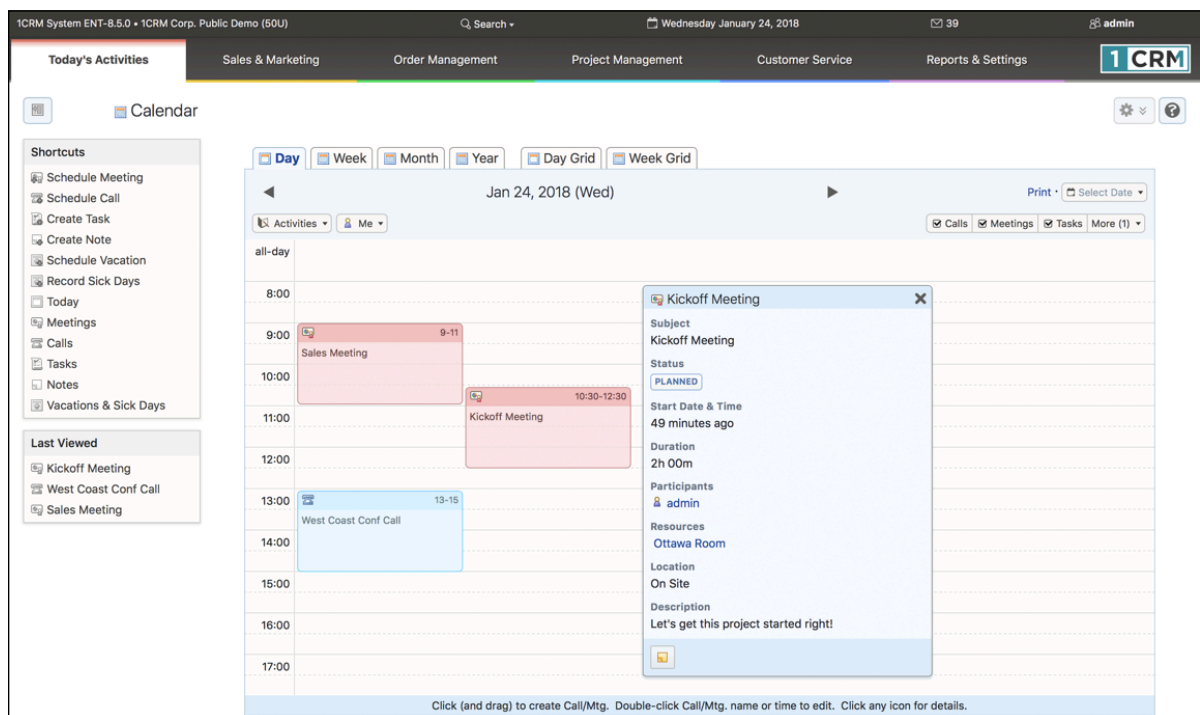 1CRM System ENT-8.5.0 • 1CRM Corp. Public Demo (50U)
Search
Wednesday January 24, 2018
39
admin
Today's Activities
Sales & Marketing
Order Management
Project Management
Customer Service
Reports & Settings
1 CRM
Calendar
Shortcuts
Schedule Meeting
Schedule Call
Create Task
Create Note
Schedule Vacation
Record Sick Days
Today
Meetings
Calls
Tasks
Notes
Vacations & Sick Days
Last Viewed
Kickoff Meeting
West Coast Conf Call
Sales Meeting
Day
Week
Month
Year
Day Grid
Week Grid
Jan 24, 2018 (Wed)
Print •
Select Date
Activities
Me
Calls
Meetings
Tasks
More (1)
all-day
8:00
9:00
10:00
11:00
12:00
13:00
14:00
15:00
16:00
17:00
9-11
Sales Meeting
10:30-12:30
Kickoff Meeting
13-15
West Coast Conf Call
Kickoff Meeting
Subject
Kickoff Meeting
Status
PLANNED
Start Date & Time
49 minutes ago
Duration
2h 00m
Participants
admin
Resources
Ottawa Room
Location
On Site
Description
Let's get this project started right!
Click (and drag) to create Call/Mtg. Double-click Call/Mtg. name or time to edit. Click any icon for details.